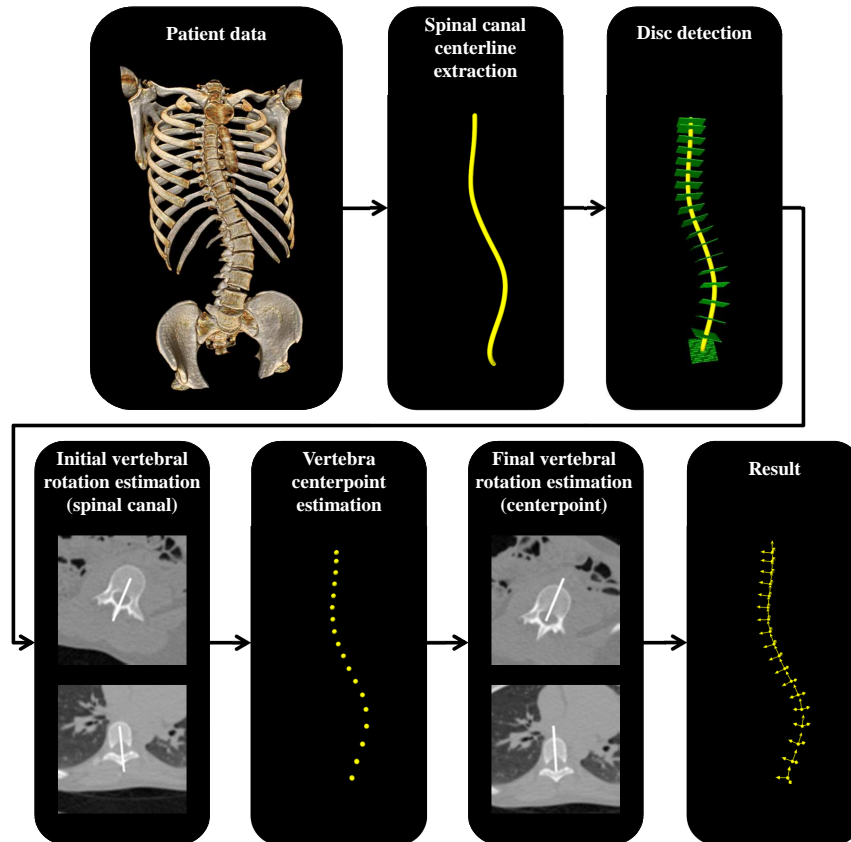 Patient data
Spinal canal
centerline
extraction
Disc detection
Initial vertebral
rotation estimation
(spinal canal)
Vertebra
centerpoint
estimation
Final vertebral
rotation estimation
(centerpoint)
Result